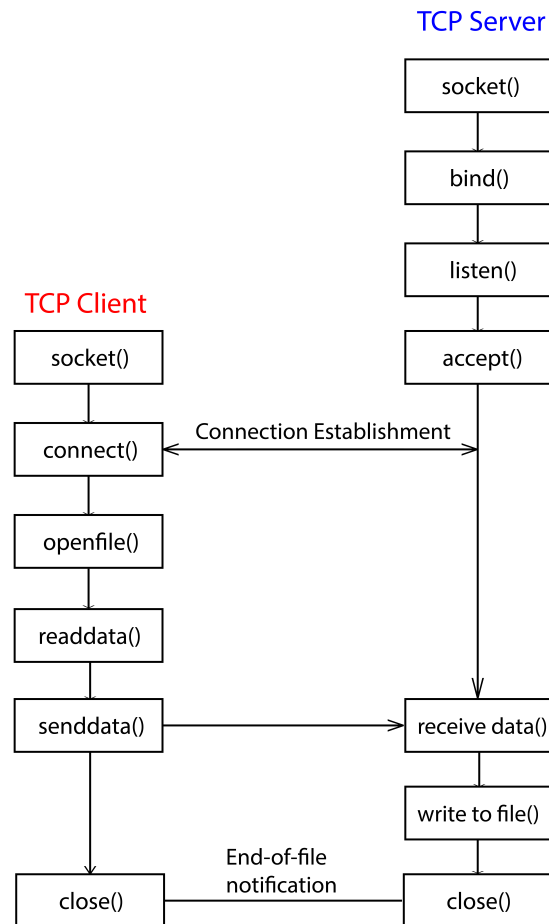 TCP Server
socket()
bind()
listen()
TCP Client
socket()
accept()
Connection Establishment
connect()
openfile()
readdata()
senddata()
receive data()
write to file()
End-of-file
notification
close()
close()